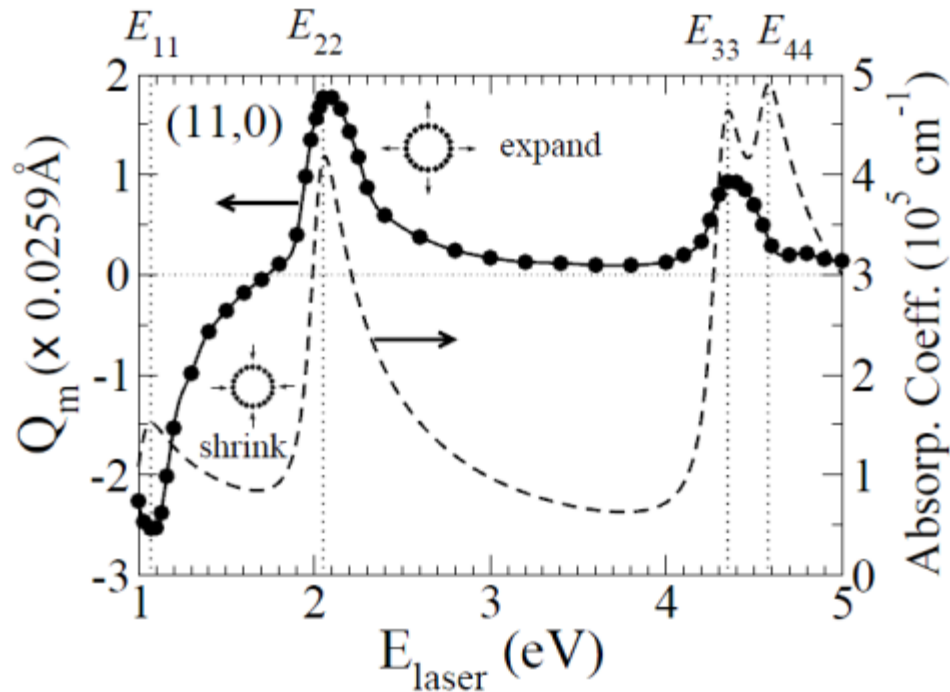 E11 E22 E33 E44
(11,0)
expand
shrink
2
1
0
-1
-2
-3
Qm (x 0.0259Å)
5
4
3
2
1
0
Absorp. Coeff. (10^5 cm^-1)
1 2 3 4 5
Elaser (eV)